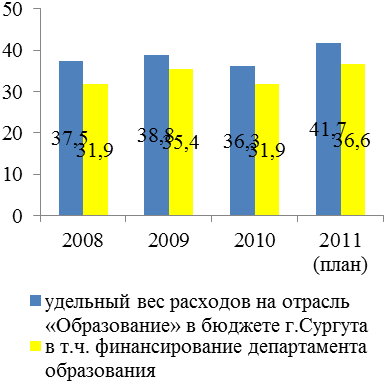 50
40
30
20
10
0
37,5 31,9 38,8 35,4 36,3 31,9 41,7 36,6
2008 2009 2010 2011
(план)
удельный вес расходов на отрасль
«Образование» в бюджете г.Сургута
в т.ч. финансирование департамента
образования